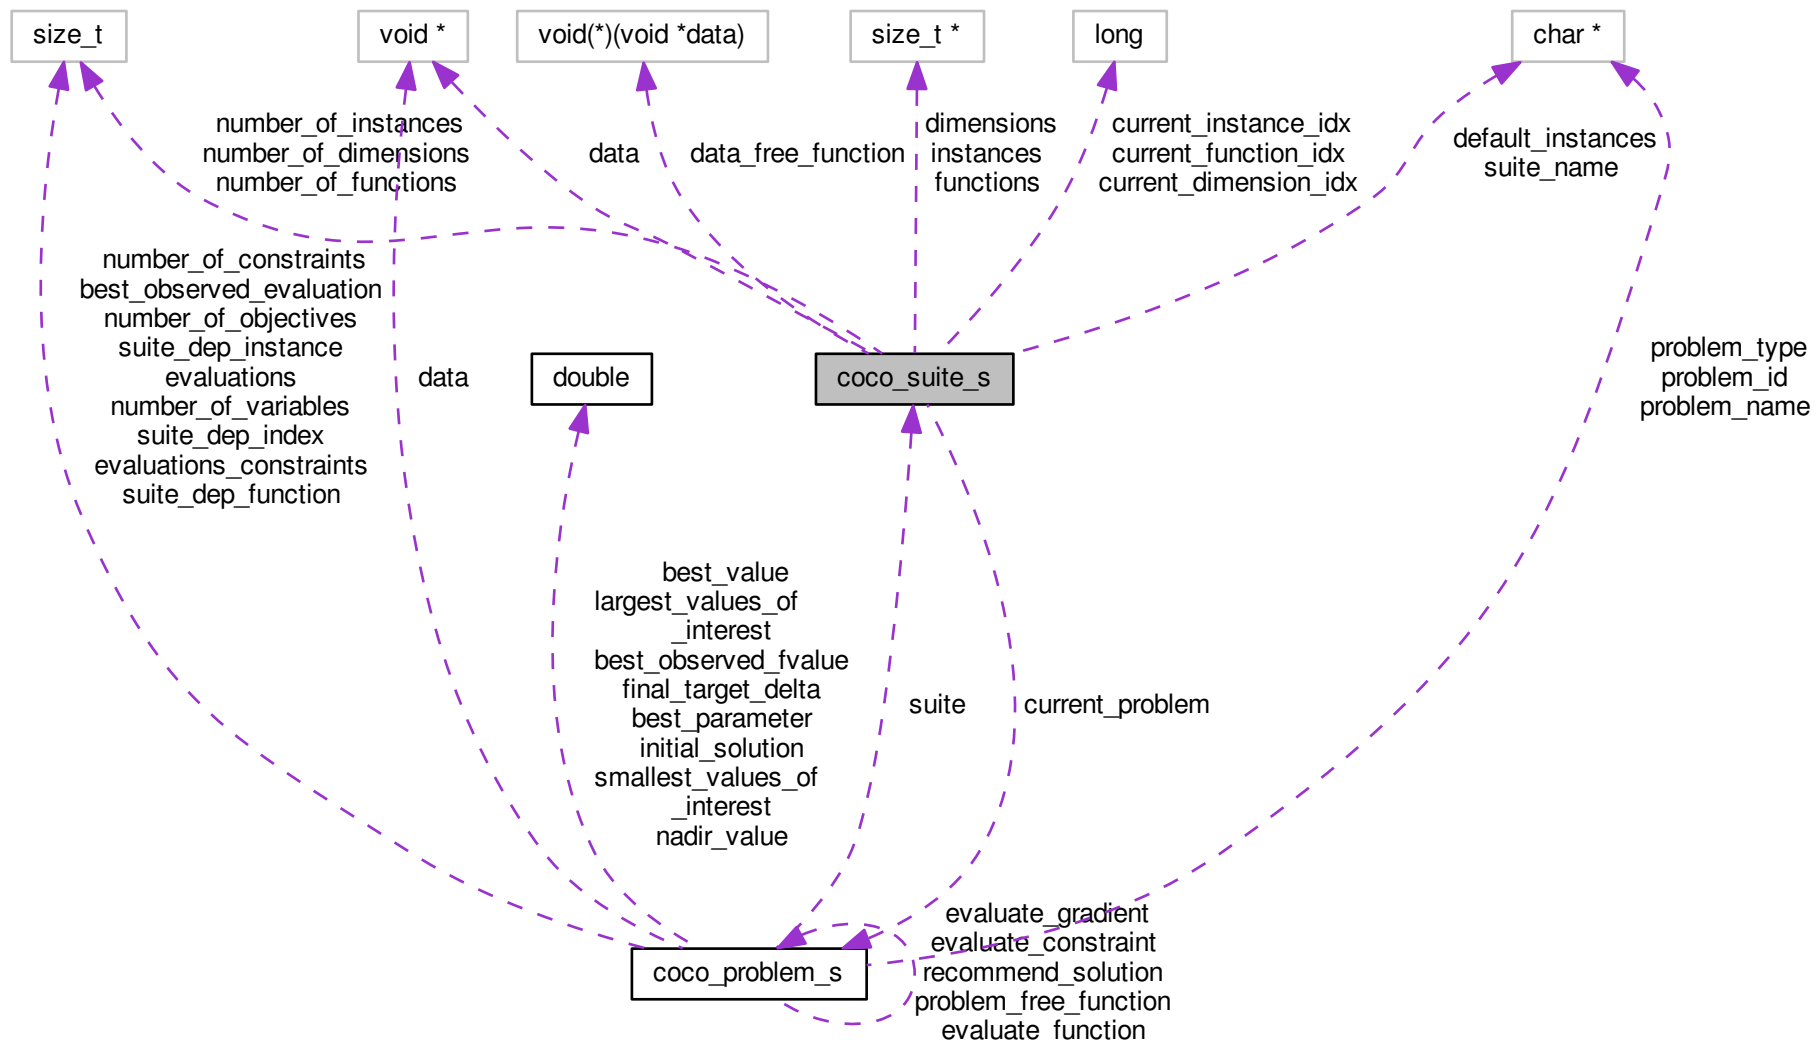 size_t
void *
void(*)(void *data)
size_t *
long
char *
number_of_instances
number_of_dimensions
number_of_functions
data
data_free_function
dimensions
instances
functions
current_instance_idx
current_function_idx
current_dimension_idx
default_instances
suite_name
number_of_constraints
best_observed_evaluation
number_of_objectives
suite_dep_instance
evaluations
number_of_variables
suite_dep_index
evaluations_constraints
suite_dep_function
data
double
coco_suite_s
problem_type
problem_id
problem_name
best_value
largest_values_of
_interest
best_observed_fvalue
final_target_delta
best_parameter
initial_solution
smallest_values_of
_interest
nadir_value
suite
current_problem
coco_problem_s
evaluate_gradient
evaluate_constraint
recommend_solution
problem_free_function
evaluate_function